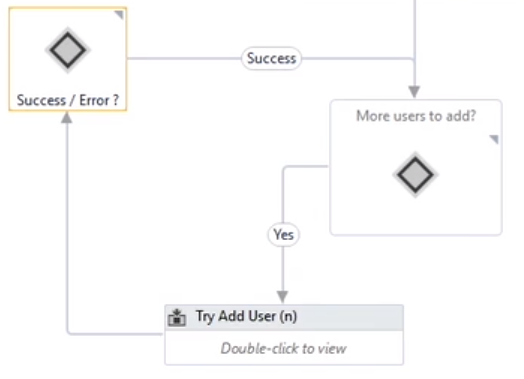 Success
Success / Error ?
More users to add?
Yes
Try Add User (n)
Double-click to view